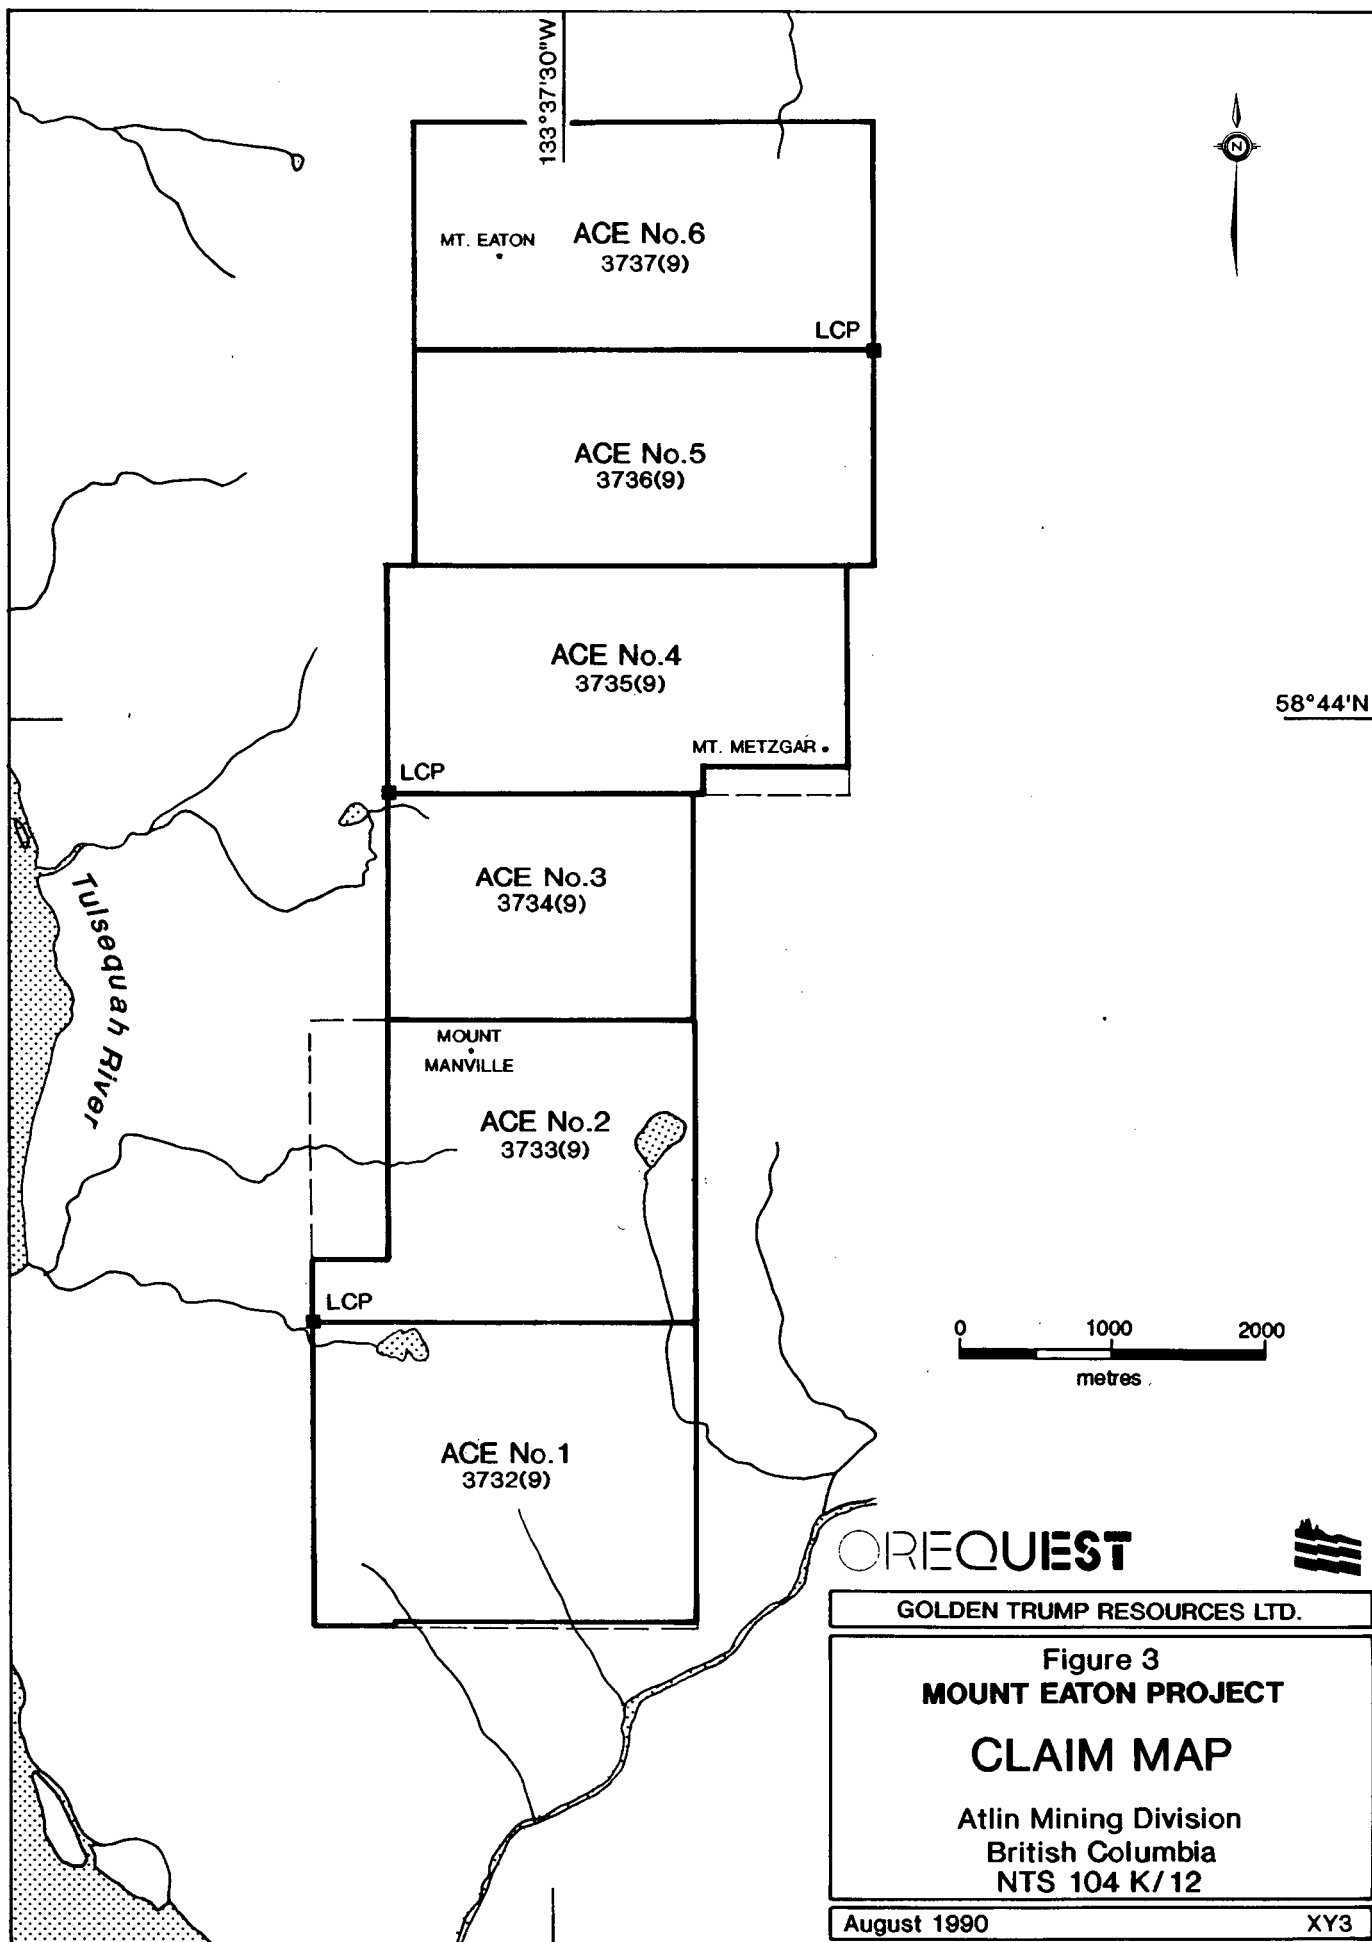 133°37'30"W
N
ACE No.6
3737(9)
MT. EATON
LCP
ACE No.5
3736(9)
ACE No.4
3735(9)
58°44'N
MT. METZGAR
LCP
ACE No.3
3734(9)
Tulsequah River
MOUNT
MANVILLE
ACE No.2
3733(9)
LCP
0 1000 2000
metres
ACE No.1
3732(9)
OREQUEST
GOLDEN TRUMP RESOURCES LTD.
Figure 3
MOUNT EATON PROJECT
CLAIM MAP
Atlin Mining Division
British Columbia
NTS 104 K/12
August 1990 XY3